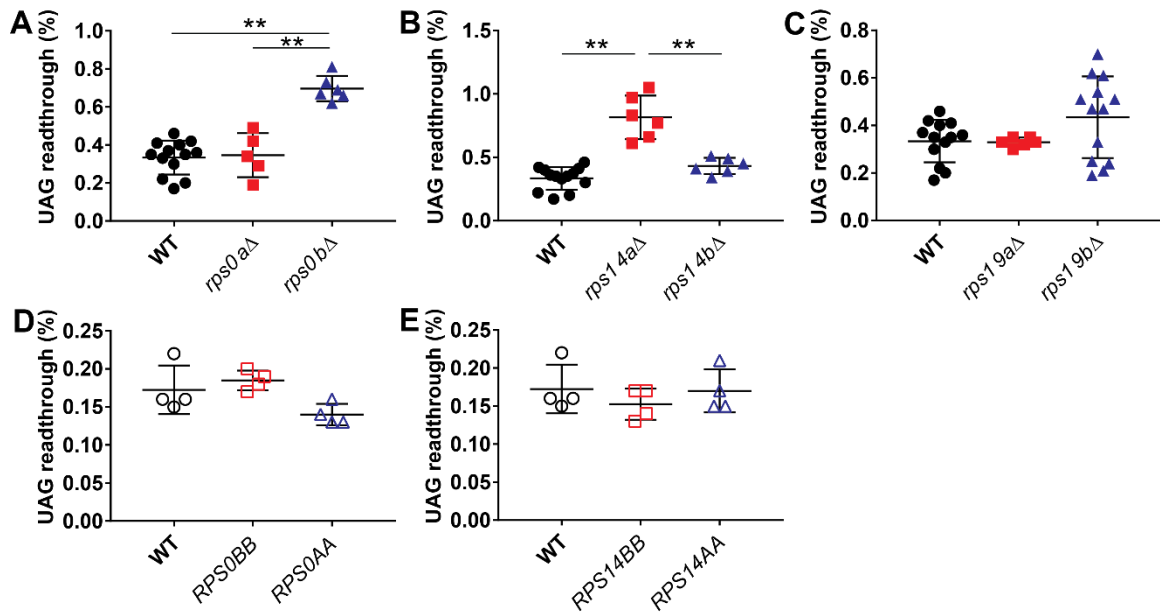 A
UAG readthrough (%)
1.0
0.8
0.6
0.4
0.2
0.0
**
**
WT
rps0aΔ
rps0bΔ
B
UAG readthrough (%)
1.5
1.0
0.5
0.0
** **
WT
rps14aΔ
rps14bΔ
C
UAG readthrough (%)
0.8
0.6
0.4
0.2
0.0
WT
rps19aΔ
rps19bΔ
D
UAG readthrough (%)
0.25
0.20
0.15
0.10
0.05
0.00
WT
RPS0BB
RPS0AA
E
UAG readthrough (%)
0.25
0.20
0.15
0.10
0.05
0.00
WT
RPS14BB
RPS14AA